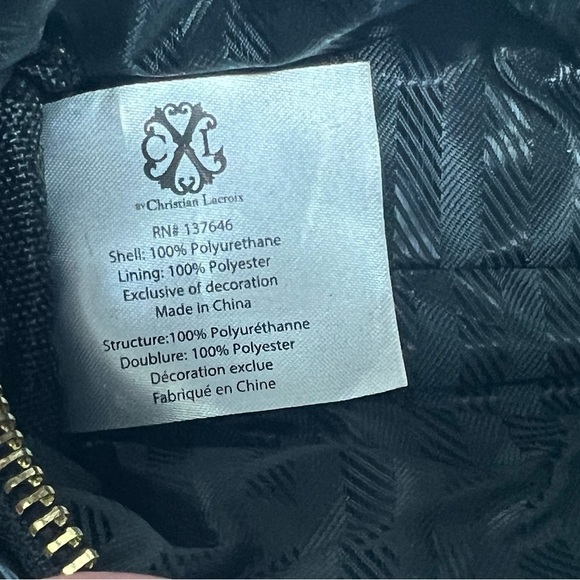 CXL
BY Christian Lacroix
RN# 137646
Shell: 100% Polyurethane
Lining: 100% Polyester
Exclusive of decoration
Made in China
Structure:100% Polyuréthanne
Doublure: 100% Polyester
Décoration exclue
Fabriqué en Chine